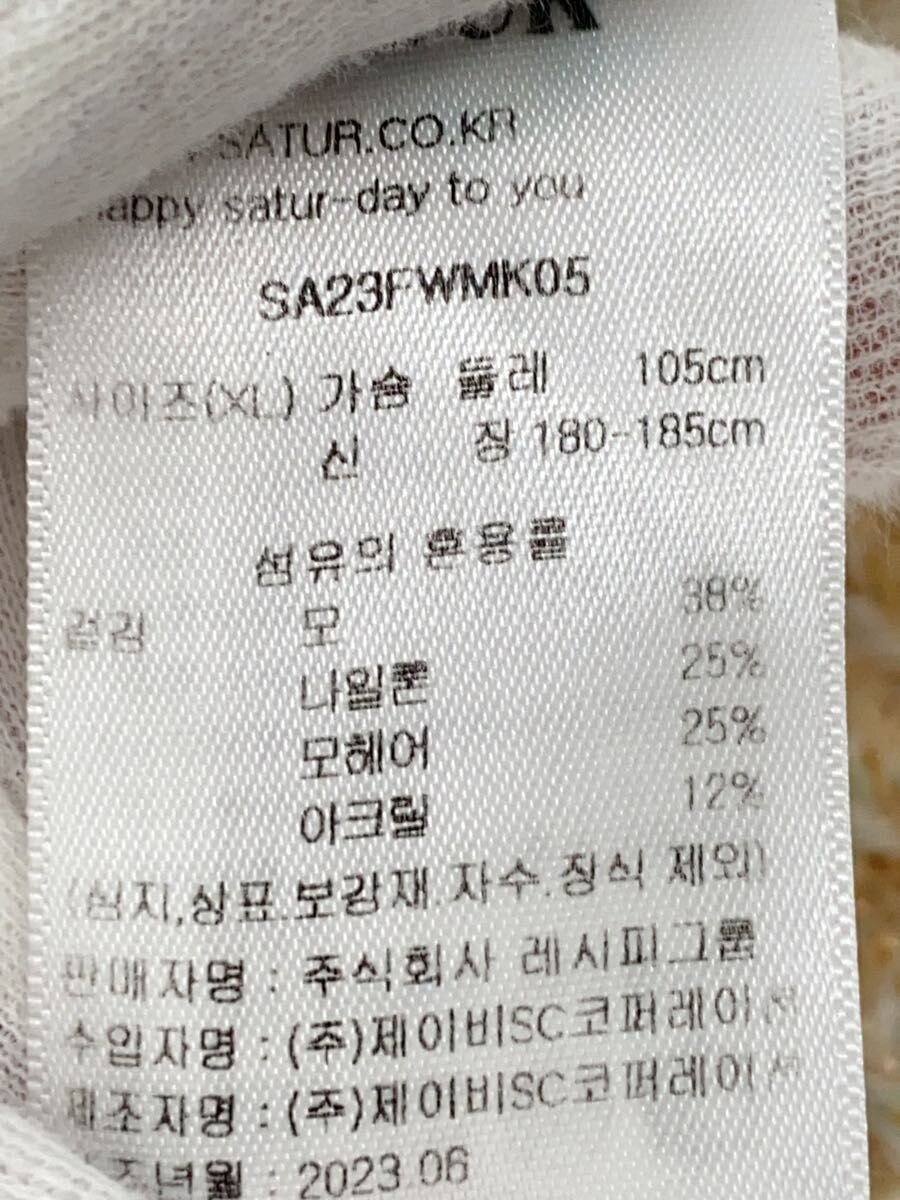 SATUR.CO.KR
happy satur-day to you
SA23FWMK05
사이즈(XL) 가슴 둘레 105cm
신 장 180-185cm
섬유의 혼용률
겉감 모 38%
나일론 25%
모헤어 25%
아크릴 12%
(심지,상표.보강재.자수.장식 제외)
판매자명 : 주식회사 레시피그룹
수입자명 : (주)제이비SC코퍼레이션
제조자명 : (주)제이비SC코퍼레이션
제조년월 : 2023.06